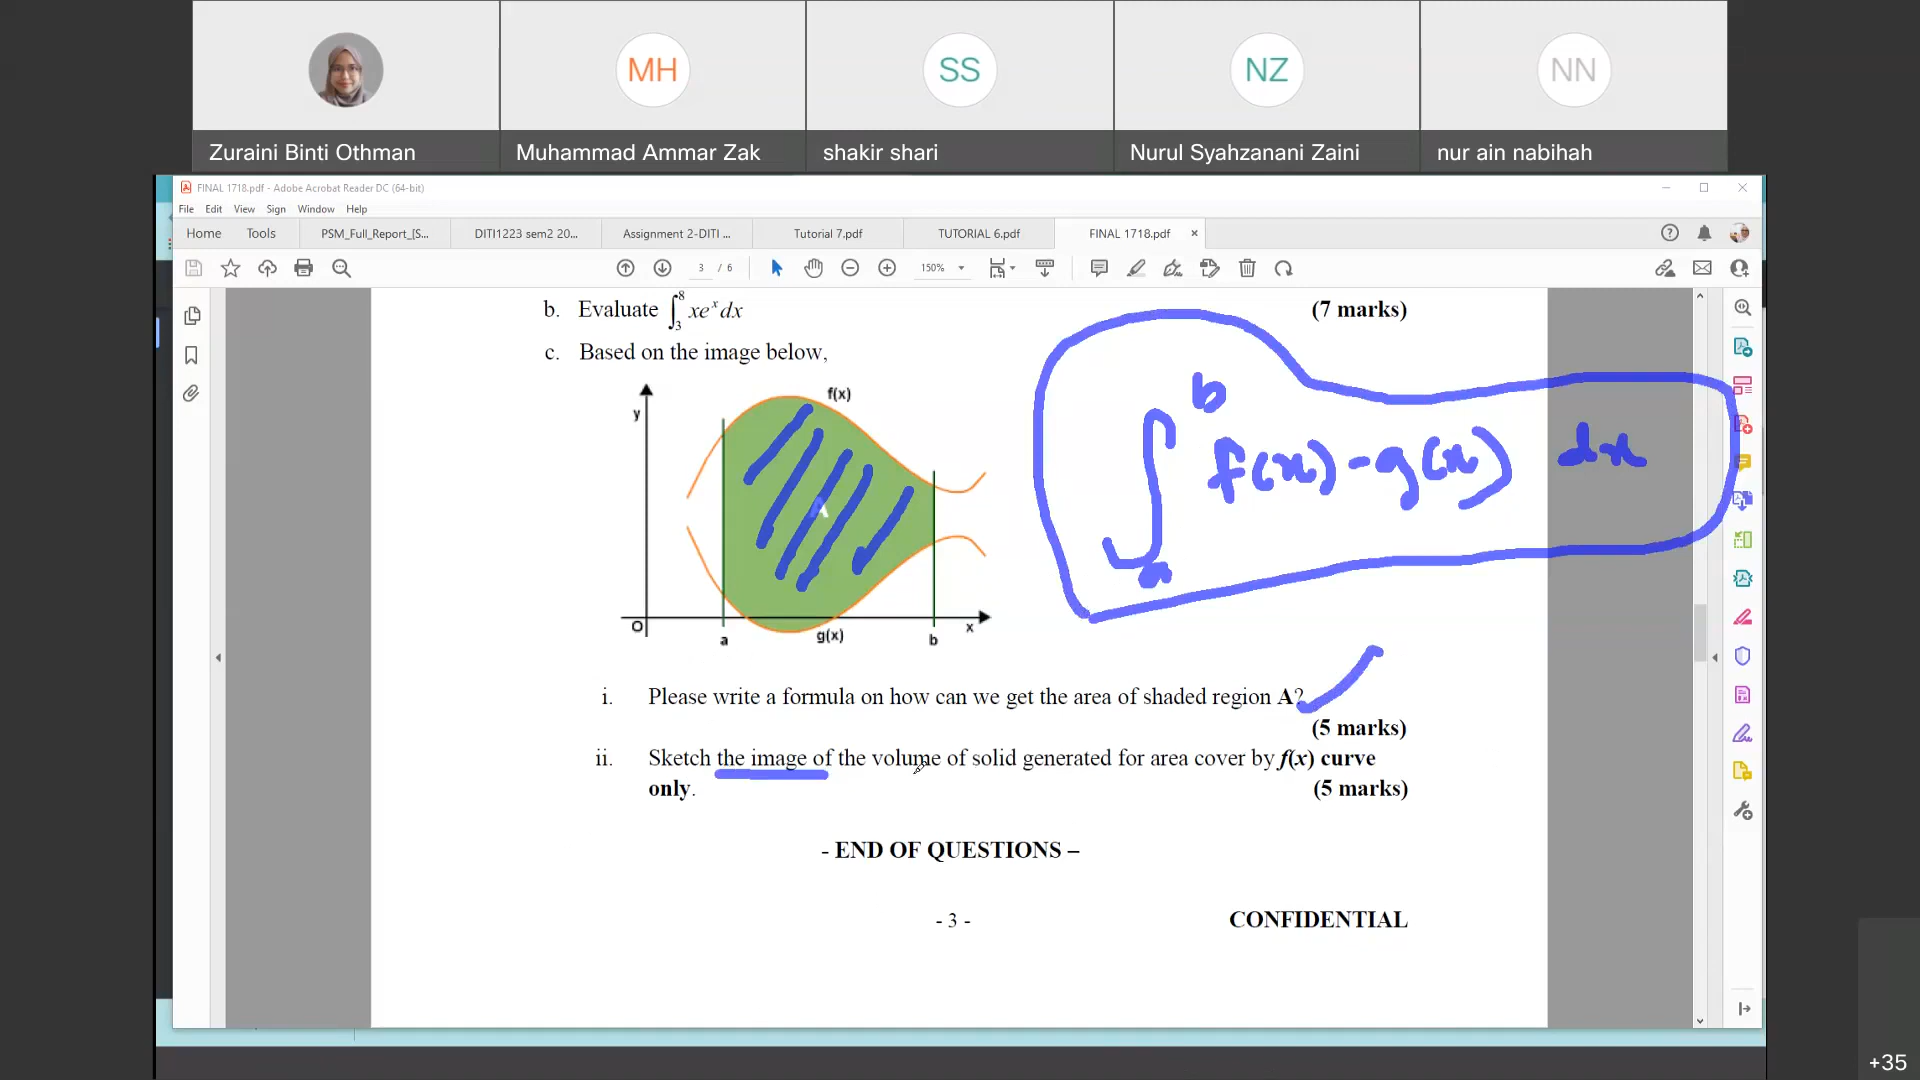 MH
SS
NZ
NN
Zuraini Binti Othman
Muhammad Ammar Zak
shakir shari
Nurul Syahzanani Zaini
nur ain nabihah
FINAL 1718.pdf - Adobe Acrobat Reader DC (64-bit)
File Edit View Sign Window Help
Home Tools PSM_Full_Report_(S... DITI1223 sem2 20... Assignment 2-DITI ... Tutorial 7.pdf TUTORIAL 6.pdf FINAL 1718.pdf
3 / 6 150%
b. Evaluate ∫₃⁸ xeˣdx (7 marks)
c. Based on the image below,
f(x)
y
A
O a g(x) b x
∫ₐᵇ f(x) - g(x) dx
i. Please write a formula on how can we get the area of shaded region A?
(5 marks)
ii. Sketch the image of the volume of solid generated for area cover by f(x) curve
only. (5 marks)
- END OF QUESTIONS –
- 3 - CONFIDENTIAL
+35